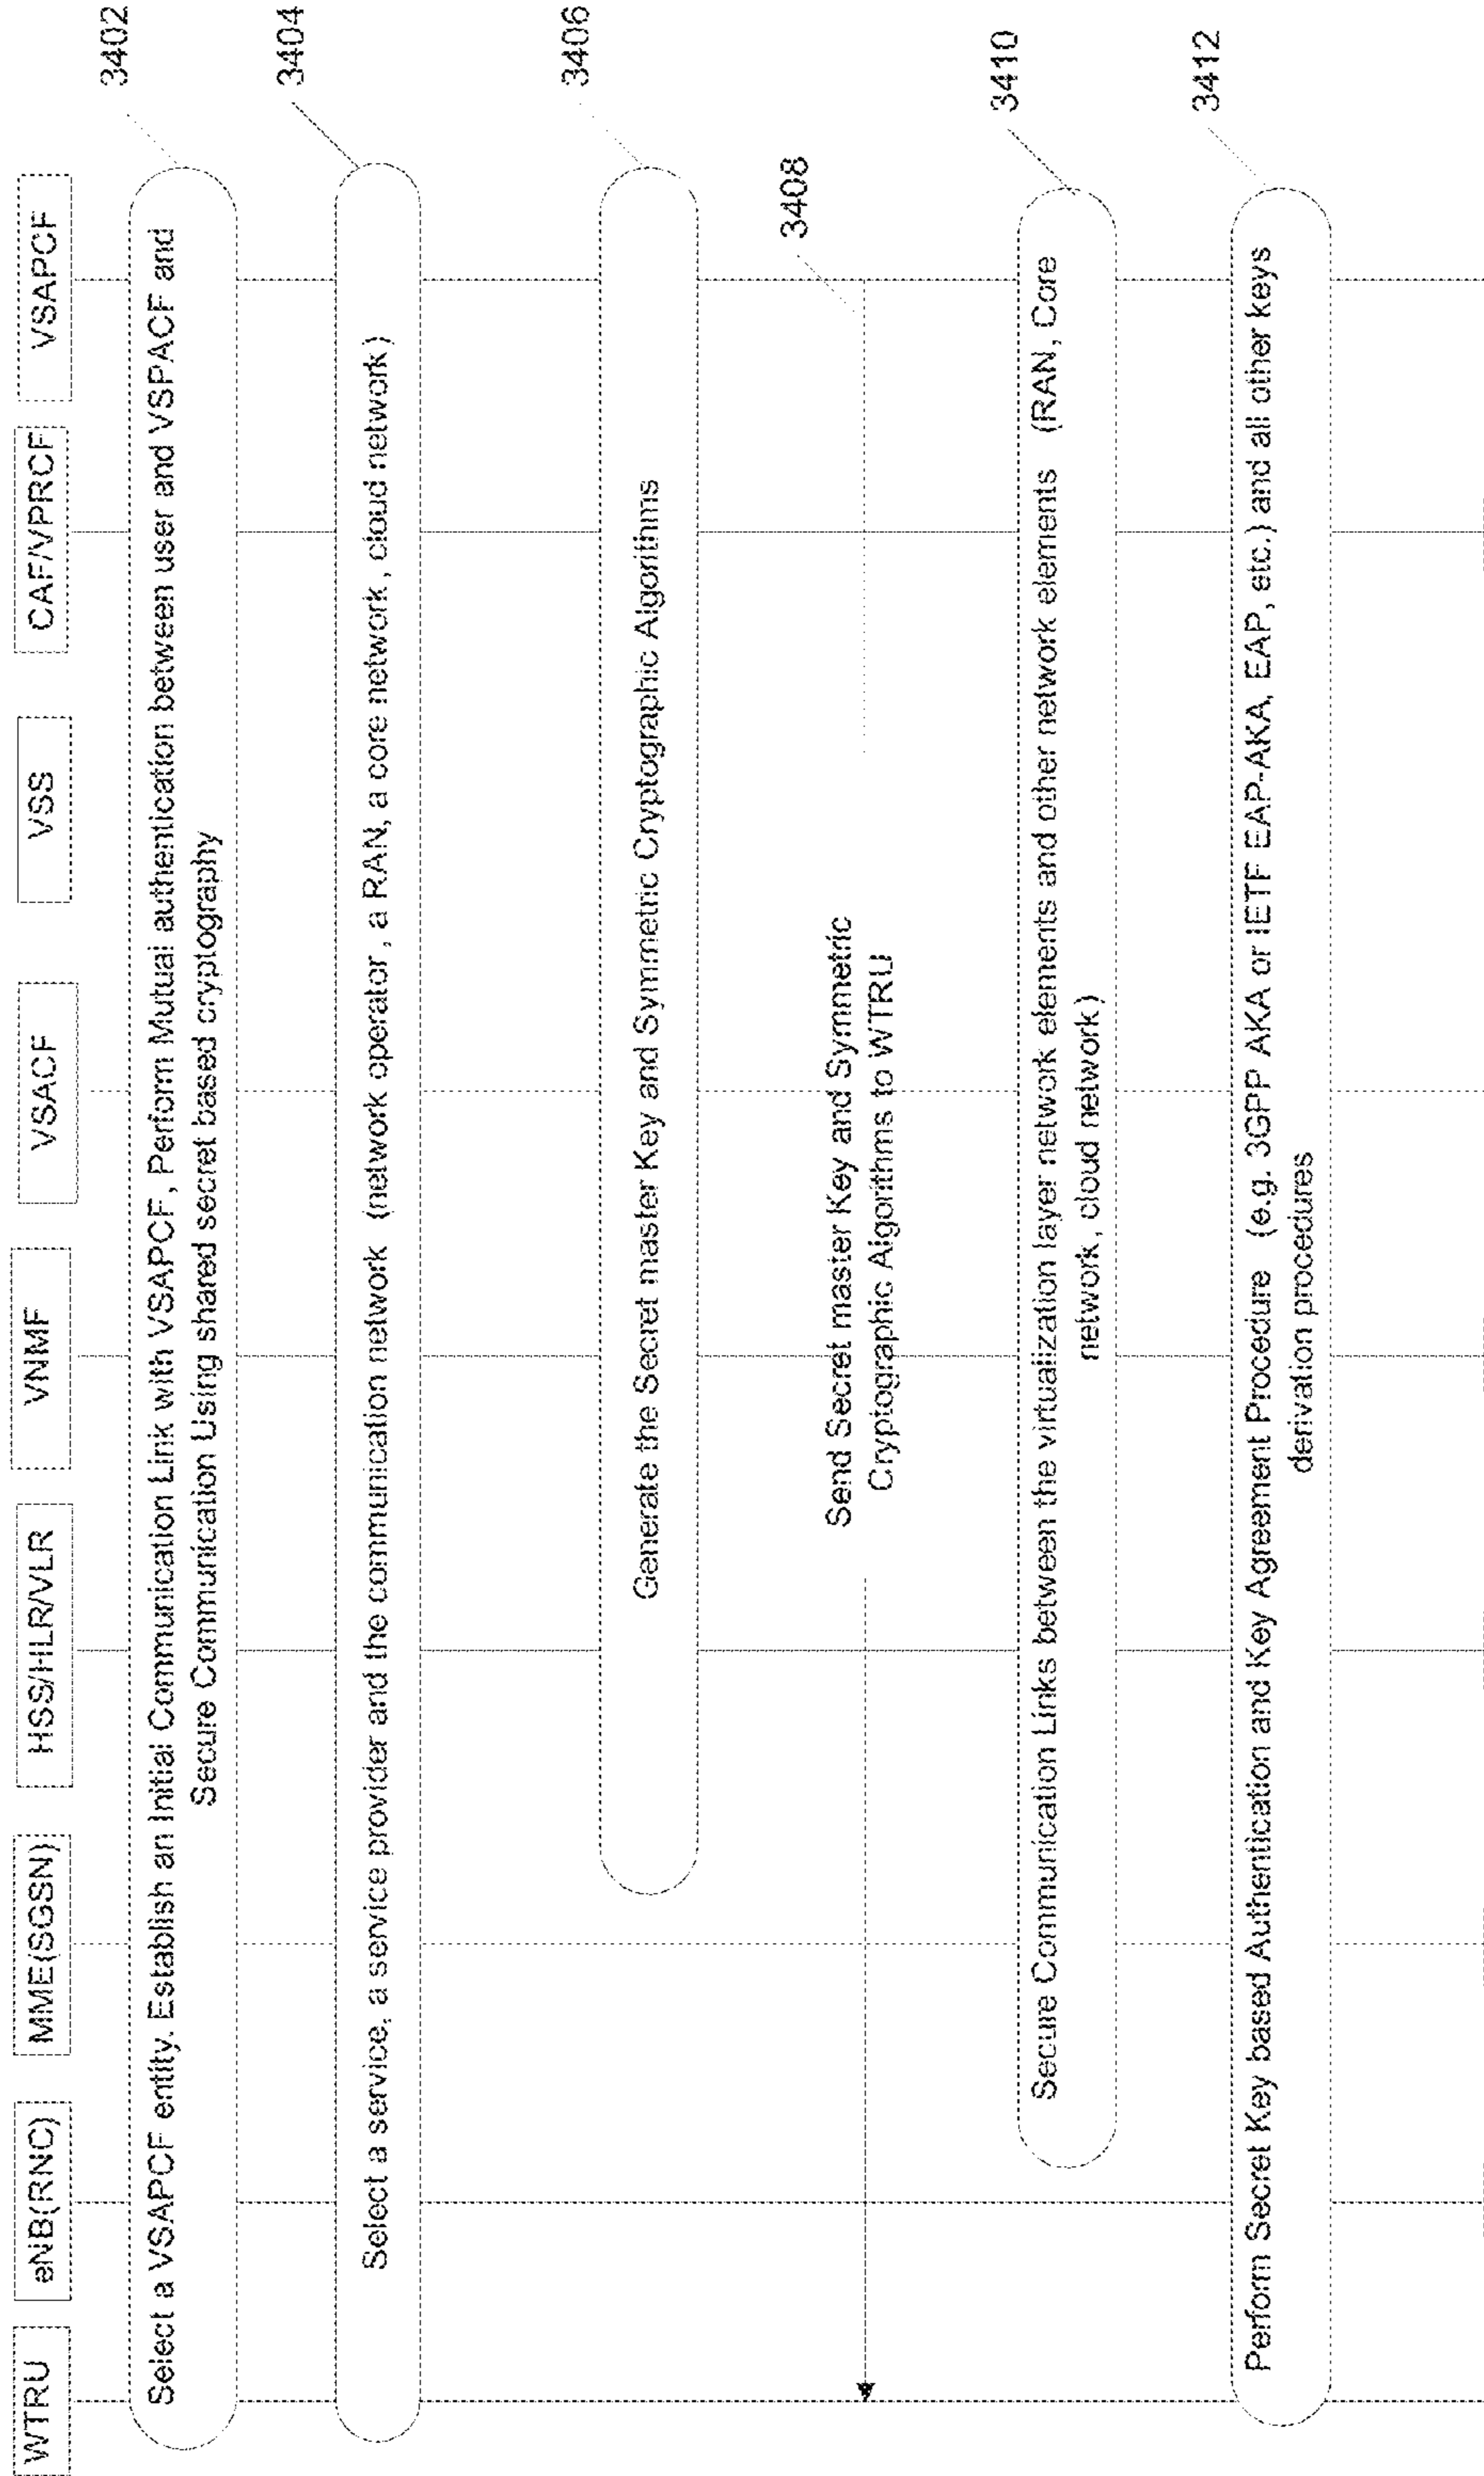 WTRU
eNB(RNC)
MME(SGSN)
HSS/HLR/VLR
VNMF
VSACF
VSS
CAF/VPRCF
VSAPCF
Select a VSAPCF entity. Establish an Initial Communication Link with VSAPCF, Perform Mutual authentication between user and VSPACF and
Secure Communication Using shared secret based cryptography
3402
Select a service, a service provider and the communication network (network operator, a RAN, a core network, cloud network)
3404
Generate the Secret master Key and Symmetric Cryptographic Algorithms
3406
Send Secret master Key and Symmetric
Cryptographic Algorithms to WTRU
3408
Secure Communication Links between the virtualization layer network elements and other network elements (RAN, Core
network, cloud network)
3410
Perform Secret Key based Authentication and Key Agreement Procedure (e.g. 3GPP AKA or IETF EAP-AKA, EAP, etc.) and all other keys
derivation procedures
3412